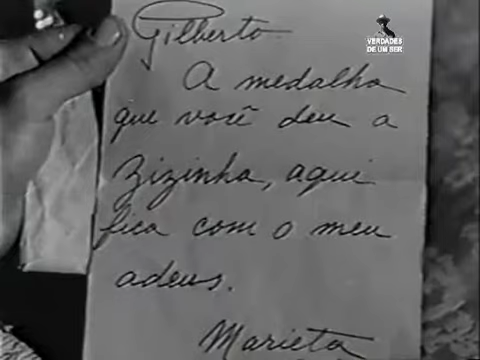 Gilberto
VERDADES
DE UM SER
A medalha
que você deu a
Zizinha, aqui
fica com o meu
adeus.
Marieta